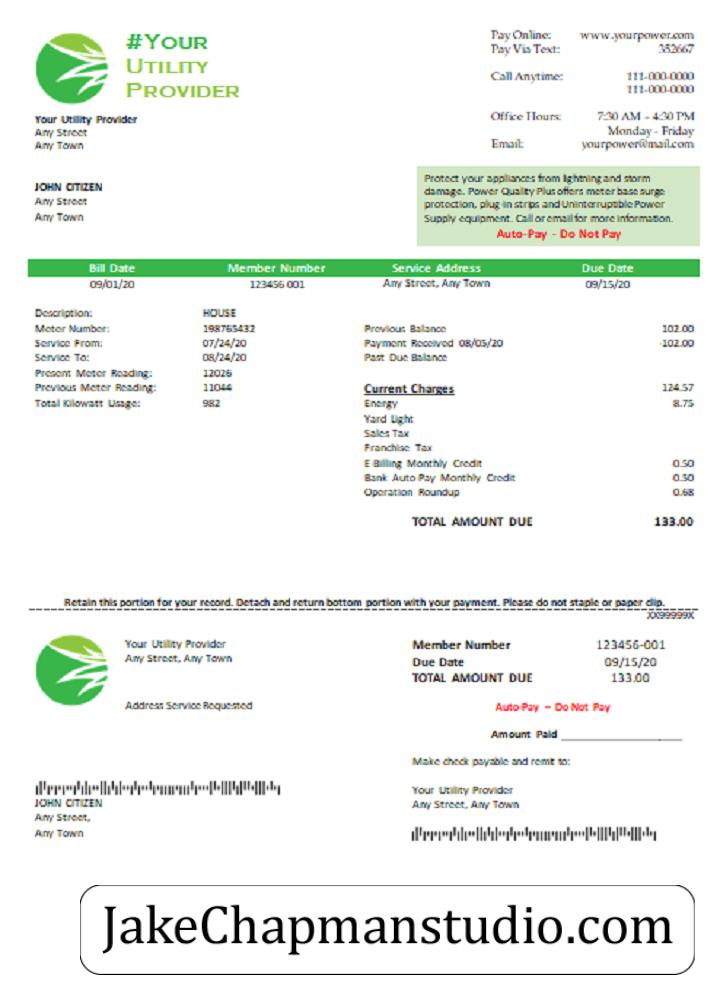 #YOUR
UTILITY
PROVIDER
Your Utility Provider
Any Street
Any Town
Pay Online: www.yourpower.com
Pay Via Text: 352667
Call Anytime: 111-000-0000
111-000-0000
Office Hours: 7:30 AM – 4:30 PM
Monday - Friday
Email: yourpower@mail.com
JOHN CITIZEN
Any Street
Any Town
Protect your appliances from lightning and storm
damage. Power Quality Plus offers meter base surge
protection, plug-in strips and Uninterruptible Power
Supply equipment. Call or email for more information.
Auto-Pay - Do Not Pay
Bill Date Member Number Service Address Due Date
09/01/20 123456 001 Any Street, Any Town 09/15/20
Description: HOUSE
Meter Number: 198765432
Service From: 07/24/20
Service To: 08/24/20
Present Meter Reading: 12026
Previous Meter Reading: 11044
Total Kilowatt Usage: 982
Previous Balance 102.00
Payment Received 08/05/20 -102.00
Past Due Balance
Current Charges 124.57
Energy 8.75
Yard Light
Sales Tax
Franchise Tax
E-Billing Monthly Credit 0.50
Bank Auto-Pay Monthly Credit 0.50
Operation Roundup 0.68
TOTAL AMOUNT DUE 133.00
Retain this portion for your record. Detach and return bottom portion with your payment. Please do not staple or paper clip.
XX99999X
Your Utility Provider
Any Street, Any Town
Address Service Requested
Member Number 123456-001
Due Date 09/15/20
TOTAL AMOUNT DUE 133.00
Auto-Pay – Do Not Pay
Amount Paid
Make check payable and remit to:
Your Utility Provider
Any Street, Any Town
JOHN CITIZEN
Any Street,
Any Town
JakeChapmanstudio.com